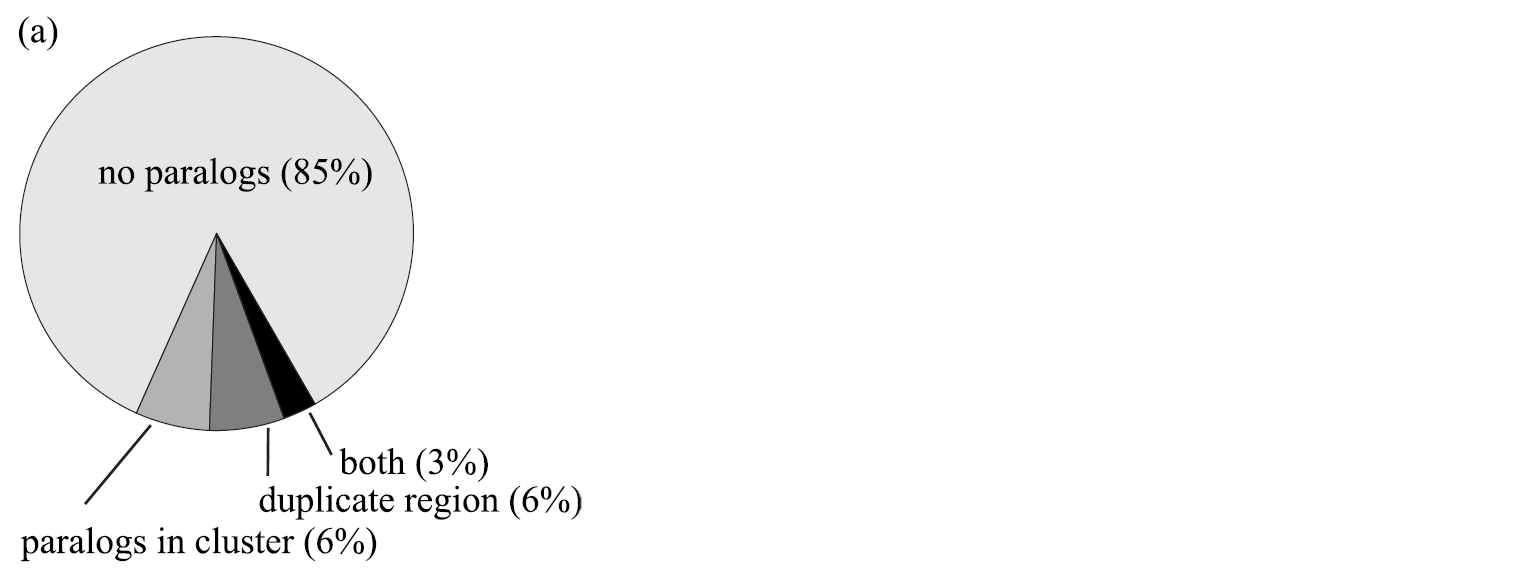 (a)
no paralogs (85%)
both (3%)
duplicate region (6%)
paralogs in cluster (6%)